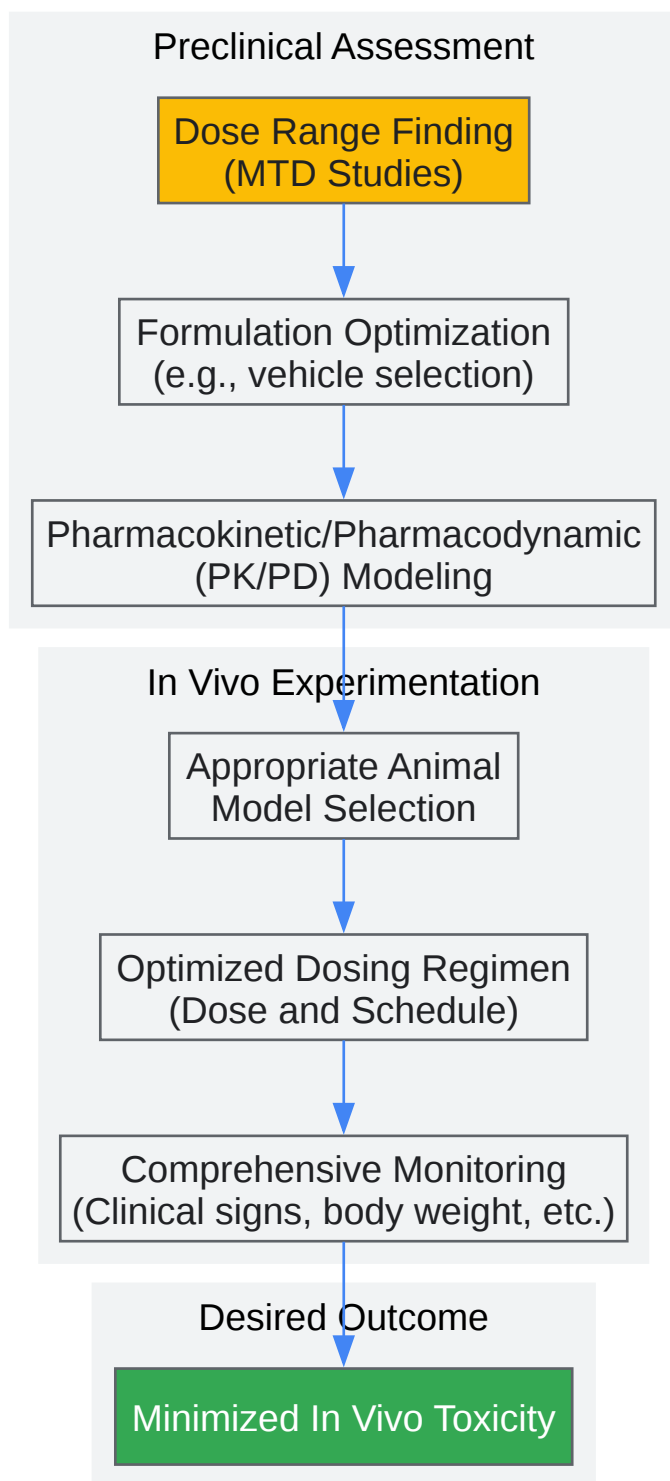 Preclinical Assessment
Dose Range Finding
(MTD Studies)
Formulation Optimization
(e.g., vehicle selection)
Pharmacokinetic/Pharmacodynamic
(PK/PD) Modeling
In Vivo Experimentation
Appropriate Animal
Model Selection
Optimized Dosing Regimen
(Dose and Schedule)
Comprehensive Monitoring
(Clinical signs, body weight, etc.)
Desired Outcome
Minimized In Vivo Toxicity